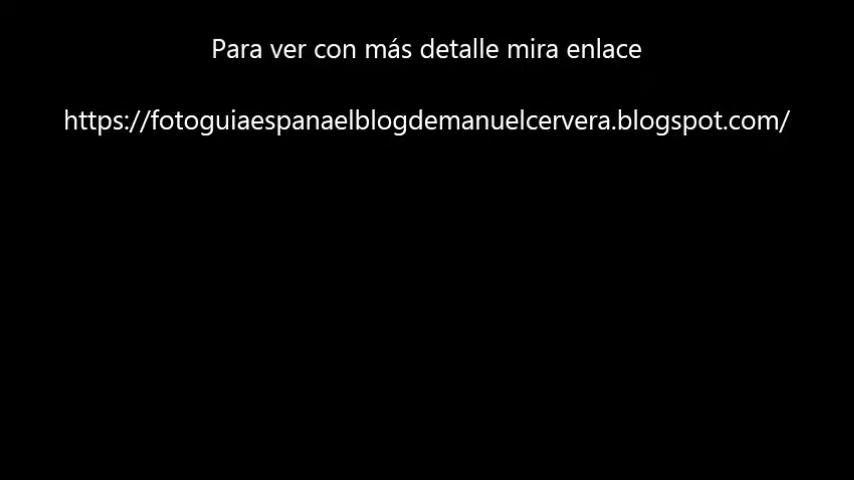 Para ver con más detalle mira enlace
https://fotoguiaespanaelblogdemanuelcervera.blogspot.com/